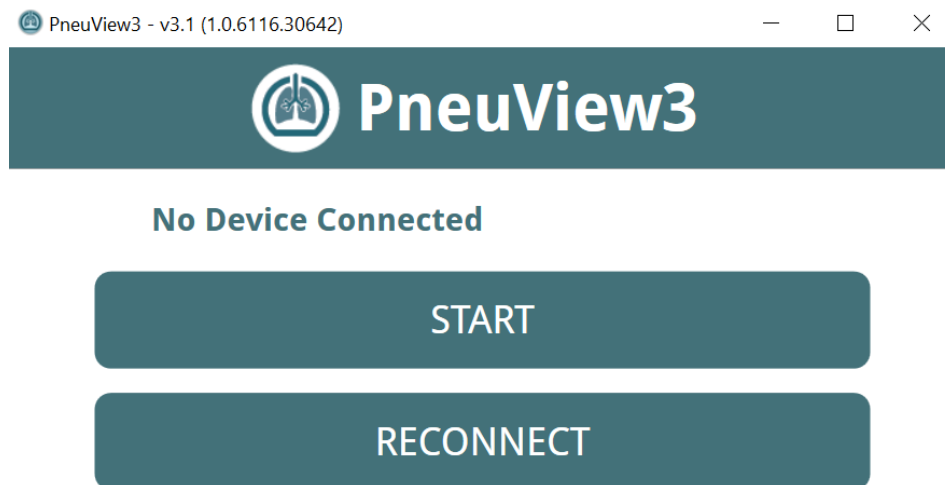 PneuView3 - v3.1 (1.0.6116.30642)
PneuView3
No Device Connected
START
RECONNECT